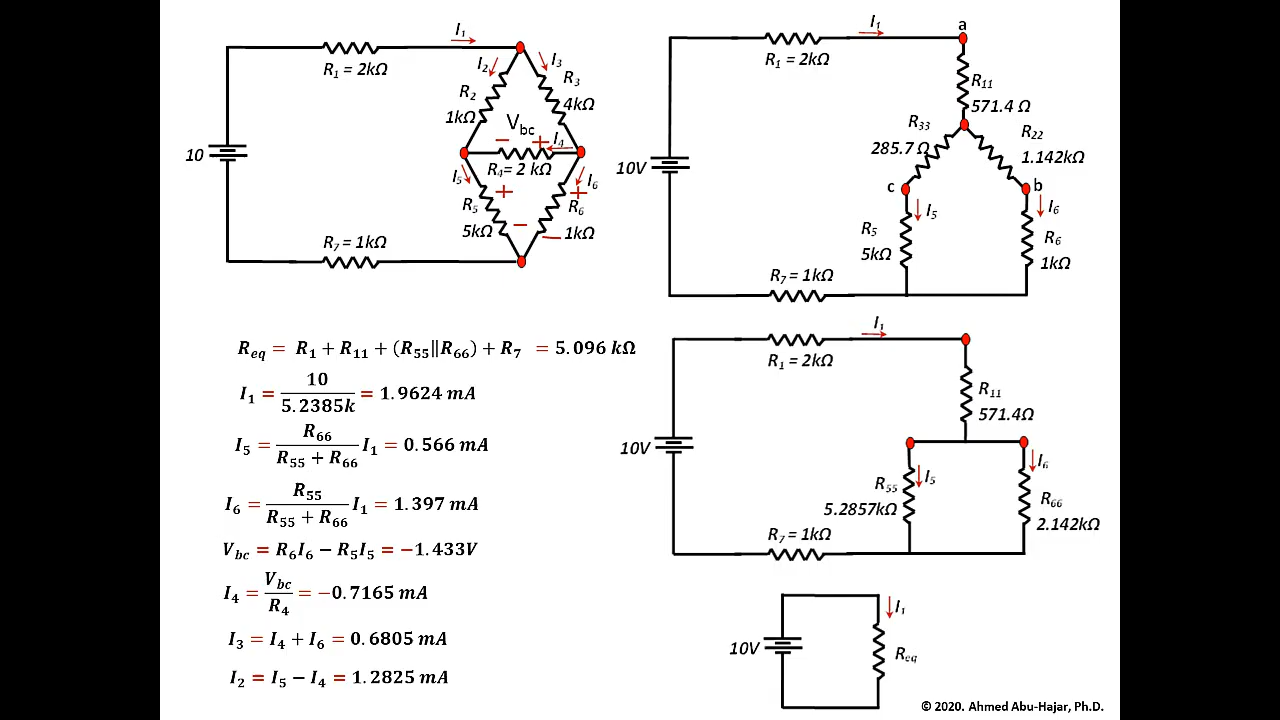 I₁
R₁ = 2kΩ
I₂
I₃
R₂
1kΩ
R₃
4kΩ
V_bc
− +
I₄
R₄= 2 kΩ
10
I₅
I₆
+
+
R₅
5kΩ
R₆
1kΩ
−
−
R₇ = 1kΩ
I₁
a
R₁ = 2kΩ
R₁₁
571.4 Ω
R₃₃
285.7 Ω
R₂₂
1.142kΩ
10V
c
b
I₅
I₆
R₅
5kΩ
R₆
1kΩ
R₇ = 1kΩ
R_eq = R₁ + R₁₁ + (R₅₅‖R₆₆) + R₇ = 5.096 kΩ
I₁ = 10 / 5.2385k = 1.9624 mA
I₅ = R₆₆ / (R₅₅ + R₆₆) I₁ = 0.566 mA
I₆ = R₅₅ / (R₅₅ + R₆₆) I₁ = 1.397 mA
V_bc = R₆I₆ − R₅I₅ = −1.433V
I₄ = V_bc / R₄ = −0.7165 mA
I₃ = I₄ + I₆ = 0.6805 mA
I₂ = I₅ − I₄ = 1.2825 mA
I₁
R₁ = 2kΩ
R₁₁
571.4Ω
10V
I₅
I₆
R₅₅
5.2857kΩ
R₆₆
2.142kΩ
R₇ = 1kΩ
I₁
10V
R_eq
© 2020. Ahmed Abu-Hajar, Ph.D.